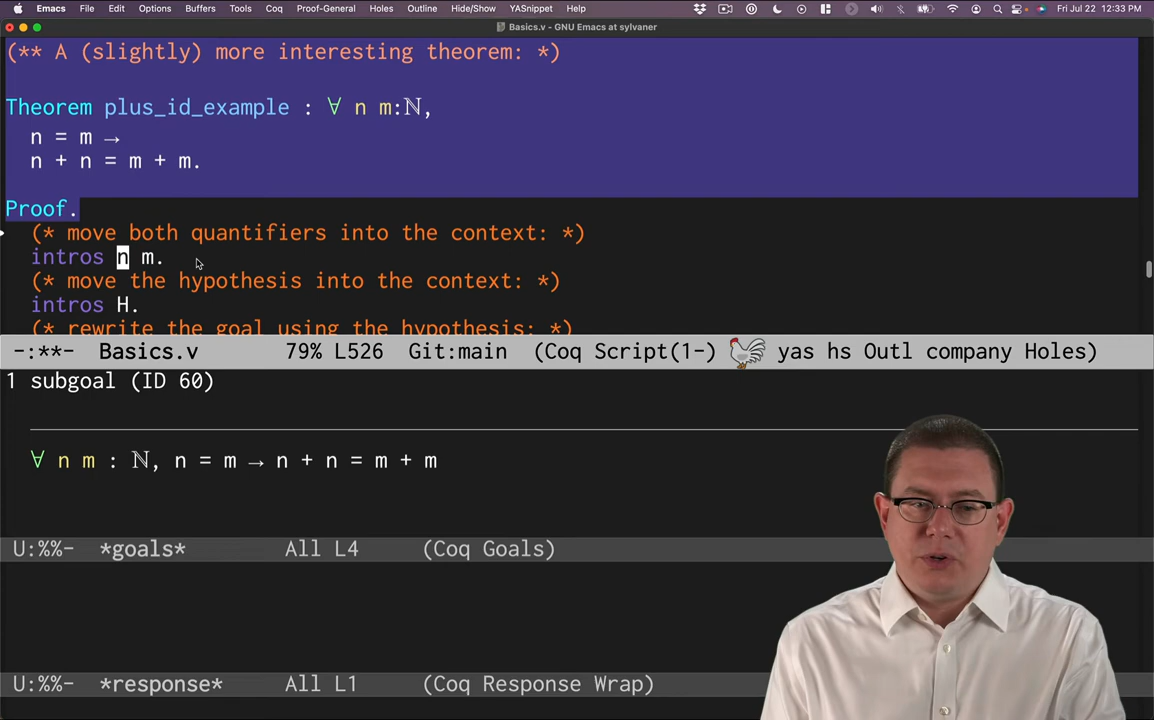 Emacs File Edit Options Buffers Tools Coq Proof-General Holes Outline Hide/Show YASnippet Help Fri Jul 22 12:33 PM
Basics.v - GNU Emacs at sylvaner
(** A (slightly) more interesting theorem: *)
Theorem plus_id_example : ∀ n m:ℕ,
n = m →
n + n = m + m.
Proof.
(* move both quantifiers into the context: *)
intros n m.
(* move the hypothesis into the context: *)
intros H.
(* rewrite the goal using the hypothesis: *)
-:**- Basics.v 79% L526 Git:main (Coq Script(1-) yas hs Outl company Holes)
1 subgoal (ID 60)
∀ n m : ℕ, n = m → n + n = m + m
U:%%- *goals* All L4 (Coq Goals)
U:%%- *response* All L1 (Coq Response Wrap)